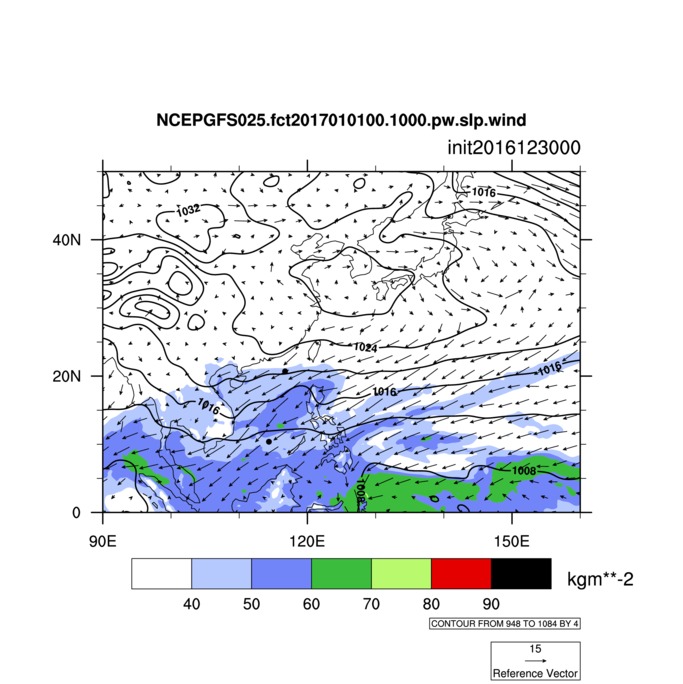 NCEPGFS025.fct2017010100.1000.pw.slp.wind
init2016123000
1016
1032
40N
1024
1016
20N
1016
1016
1008
1008
0
90E 120E 150E
kgm**-2
40 50 60 70 80 90
CONTOUR FROM 948 TO 1084 BY 4
15
Reference Vector